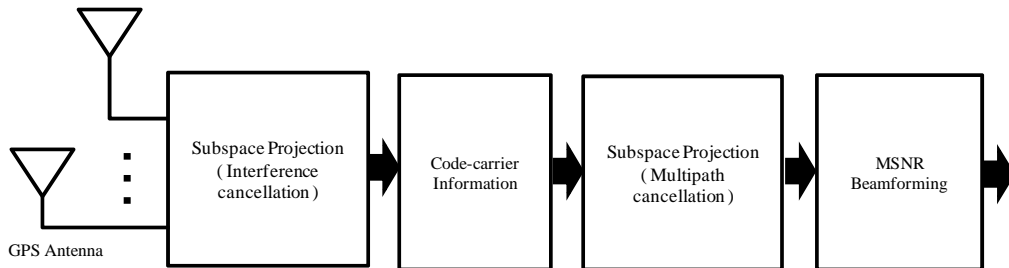 Subspace Projection
( Interference
cancellation )
Code-carrier
Information
Subspace Projection
( Multipath
cancellation )
MSNR
Beamforming
GPS Antenna